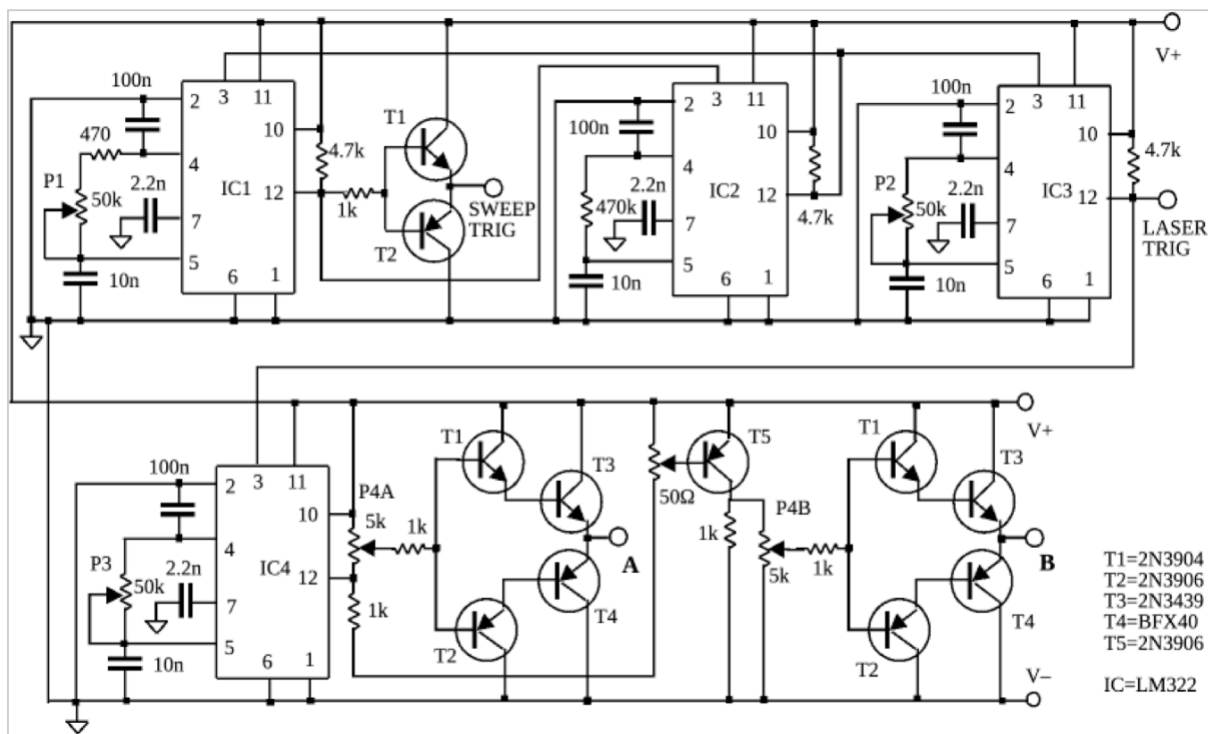 V+
100n
2
3
11
10
470
4
4.7k
T1
P1
50k
2.2n
IC1
12
1k
SWEEP
TRIG
7
T2
5
10n
6
1
2
3
11
100n
10
4
2.2n
IC2
12
470k
4.7k
7
5
10n
6
1
100n
2
3
11
10
4
4.7k
P2
50k
2.2n
IC3
12
LASER
TRIG
7
5
10n
6
1
V+
100n
2
3
11
P4A
10
5k
1k
4
P3
50k
2.2n
IC4
12
1k
7
5
10n
6
1
T1
T3
A
T2
T4
50Ω
T5
1k
P4B
5k
1k
T1
T3
B
T2
T4
V–
T1=2N3904
T2=2N3906
T3=2N3439
T4=BFX40
T5=2N3906
IC=LM322